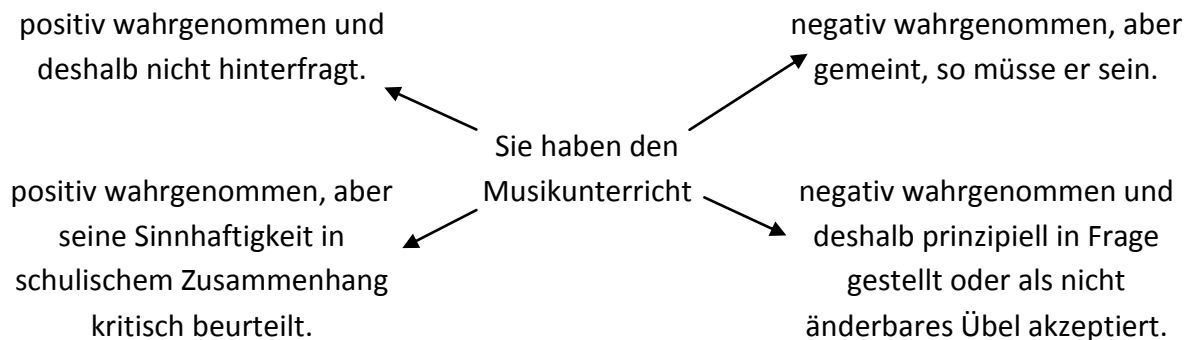 positiv wahrgenommen und
deshalb nicht hinterfragt.
negativ wahrgenommen, aber
gemeint, so müsse er sein.
Sie haben den
Musikunterricht
positiv wahrgenommen, aber
seine Sinnhaftigkeit in
schulischem Zusammenhang
kritisch beurteilt.
negativ wahrgenommen und
deshalb prinzipiell in Frage
gestellt oder als nicht
änderbares Übel akzeptiert.